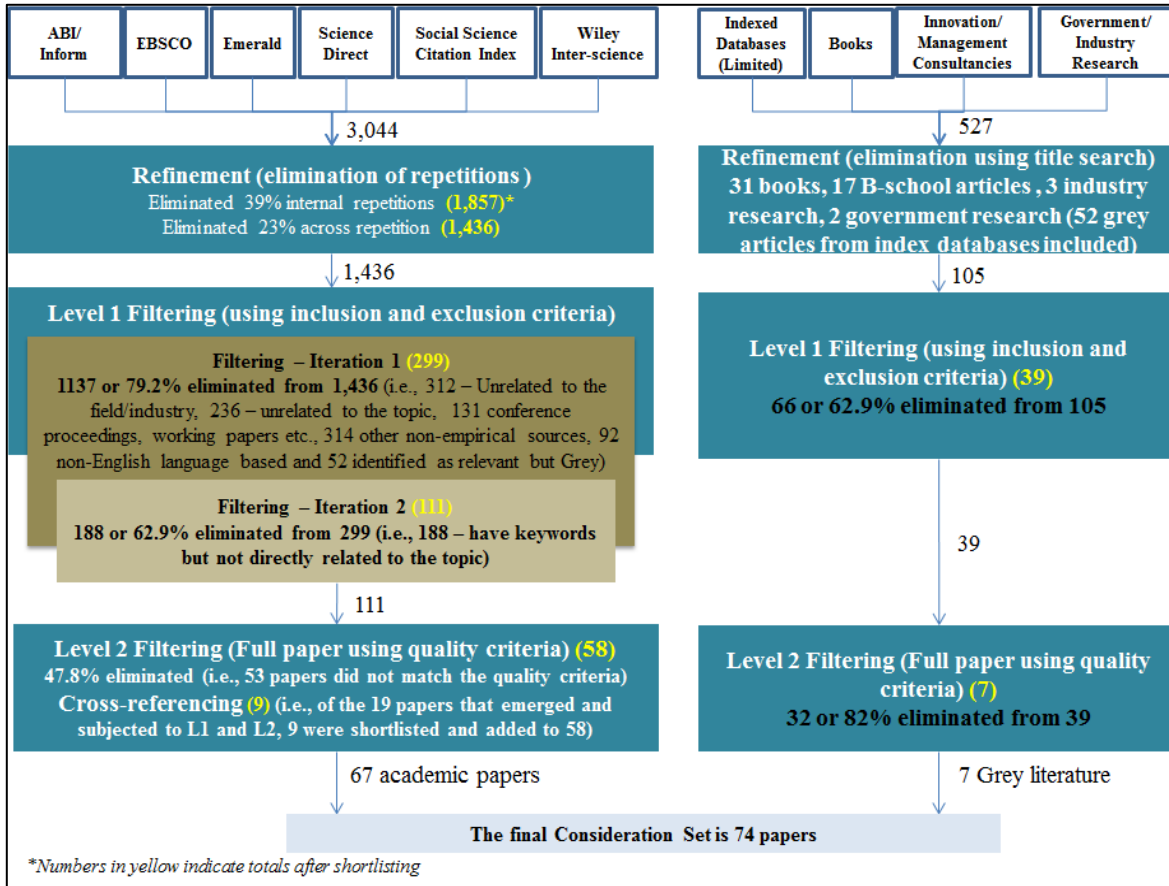 ABI/
Inform
EBSCO
Emerald
Science
Direct
Social Science
Citation Index
Wiley
Inter-science
Indexed
Databases
(Limited)
Books
Innovation/
Management
Consultancies
Government/
Industry
Research
3,044
Refinement (elimination of repetitions )
Eliminated 39% internal repetitions (1,857)*
Eliminated 23% across repetition (1,436)
1,436
Level 1 Filtering (using inclusion and exclusion criteria)
Filtering – Iteration 1 (299)
1137 or 79.2% eliminated from 1,436 (i.e., 312 – Unrelated to the
field/industry, 236 – unrelated to the topic, 131 conference
proceedings, working papers etc., 314 other non-empirical sources, 92
non-English language based and 52 identified as relevant but Grey)
Filtering – Iteration 2 (111)
188 or 62.9% eliminated from 299 (i.e., 188 – have keywords
but not directly related to the topic)
111
Level 2 Filtering (Full paper using quality criteria) (58)
47.8% eliminated (i.e., 53 papers did not match the quality criteria)
Cross-referencing (9) (i.e., of the 19 papers that emerged and
subjected to L1 and L2, 9 were shortlisted and added to 58)
67 academic papers
527
Refinement (elimination using title search)
31 books, 17 B-school articles , 3 industry
research, 2 government research (52 grey
articles from index databases included)
105
Level 1 Filtering (using inclusion and
exclusion criteria) (39)
66 or 62.9% eliminated from 105
39
Level 2 Filtering (Full paper using quality
criteria) (7)
32 or 82% eliminated from 39
7 Grey literature
The final Consideration Set is 74 papers
*Numbers in yellow indicate totals after shortlisting